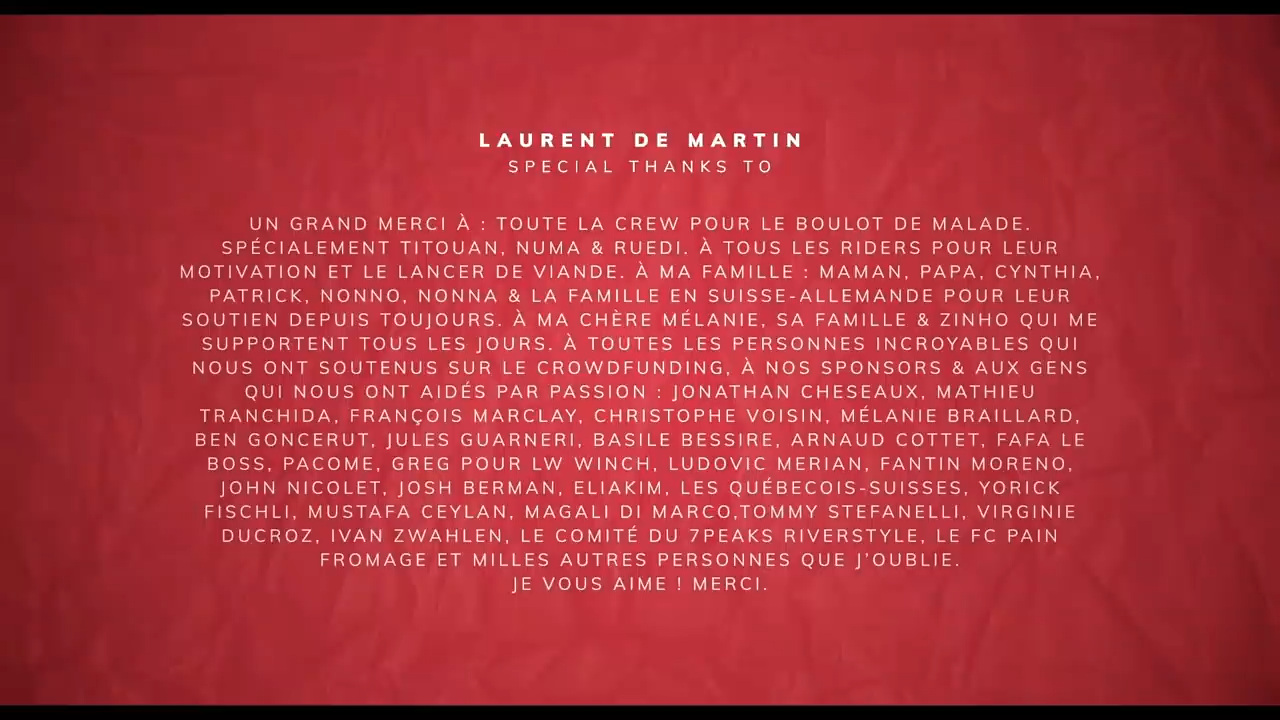 LAURENT DE MARTIN
SPECIAL THANKS TO
UN GRAND MERCI À : TOUTE LA CREW POUR LE BOULOT DE MALADE.
SPÉCIALEMENT TITOUAN, NUMA & RUEDI. À TOUS LES RIDERS POUR LEUR
MOTIVATION ET LE LANCER DE VIANDE. À MA FAMILLE : MAMAN, PAPA, CYNTHIA,
PATRICK, NONNO, NONNA & LA FAMILLE EN SUISSE-ALLEMANDE POUR LEUR
SOUTIEN DEPUIS TOUJOURS. À MA CHÈRE MÉLANIE, SA FAMILLE & ZINHO QUI ME
SUPPORTENT TOUS LES JOURS. À TOUTES LES PERSONNES INCROYABLES QUI
NOUS ONT SOUTENUS SUR LE CROWDFUNDING, À NOS SPONSORS & AUX GENS
QUI NOUS ONT AIDÉS PAR PASSION : JONATHAN CHESEAUX, MATHIEU
TRANCHIDA, FRANÇOIS MARCLAY, CHRISTOPHE VOISIN, MÉLANIE BRAILLARD,
BEN GONCERUT, JULES GUARNERI, BASILE BESSIRE, ARNAUD COTTET, FAFA LE
BOSS, PACOME, GREG POUR LW WINCH, LUDOVIC MERIAN, FANTIN MORENO,
JOHN NICOLET, JOSH BERMAN, ELIAKIM, LES QUÉBECOIS-SUISSES, YORICK
FISCHLI, MUSTAFA CEYLAN, MAGALI DI MARCO,TOMMY STEFANELLI, VIRGINIE
DUCROZ, IVAN ZWAHLEN, LE COMITÉ DU 7PEAKS RIVERSTYLE, LE FC PAIN
FROMAGE ET MILLES AUTRES PERSONNES QUE J'OUBLIE.
JE VOUS AIME ! MERCI.